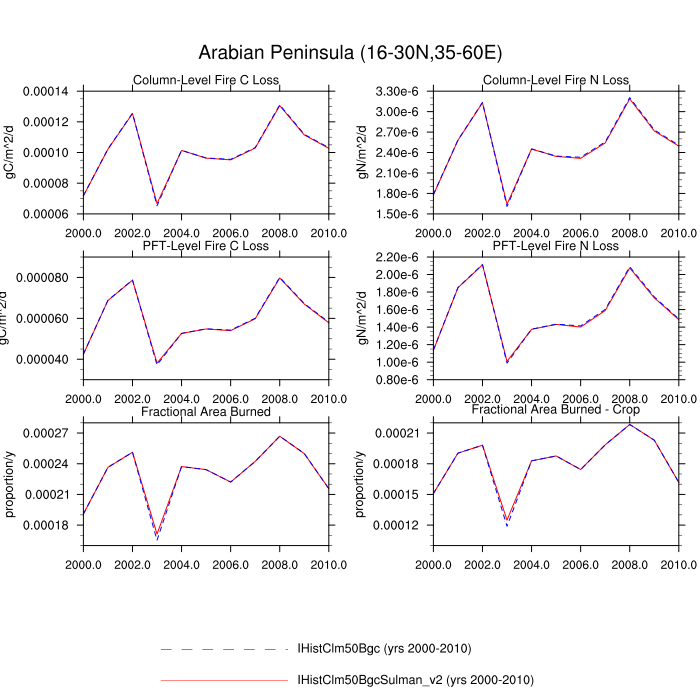 Arabian Peninsula (16-30N,35-60E)
Column-Level Fire C Loss
gC/m^2/d
0.00014
0.00012
0.00010
0.00008
0.00006
2000.0 2002.0 2004.0 2006.0 2008.0 2010.0
Column-Level Fire N Loss
gN/m^2/d
3.30e-6
3.00e-6
2.70e-6
2.40e-6
2.10e-6
1.80e-6
1.50e-6
2000.0 2002.0 2004.0 2006.0 2008.0 2010.0
PFT-Level Fire C Loss
gC/m^2/d
0.000080
0.000060
0.000040
2000.0 2002.0 2004.0 2006.0 2008.0 2010.0
PFT-Level Fire N Loss
gN/m^2/d
2.20e-6
2.00e-6
1.80e-6
1.60e-6
1.40e-6
1.20e-6
1.00e-6
0.80e-6
2000.0 2002.0 2004.0 2006.0 2008.0 2010.0
Fractional Area Burned
proportion/y
0.00027
0.00024
0.00021
0.00018
2000.0 2002.0 2004.0 2006.0 2008.0 2010.0
Fractional Area Burned - Crop
proportion/y
0.00021
0.00018
0.00015
0.00012
2000.0 2002.0 2004.0 2006.0 2008.0 2010.0
IHistClm50Bgc (yrs 2000-2010)
IHistClm50BgcSulman_v2 (yrs 2000-2010)